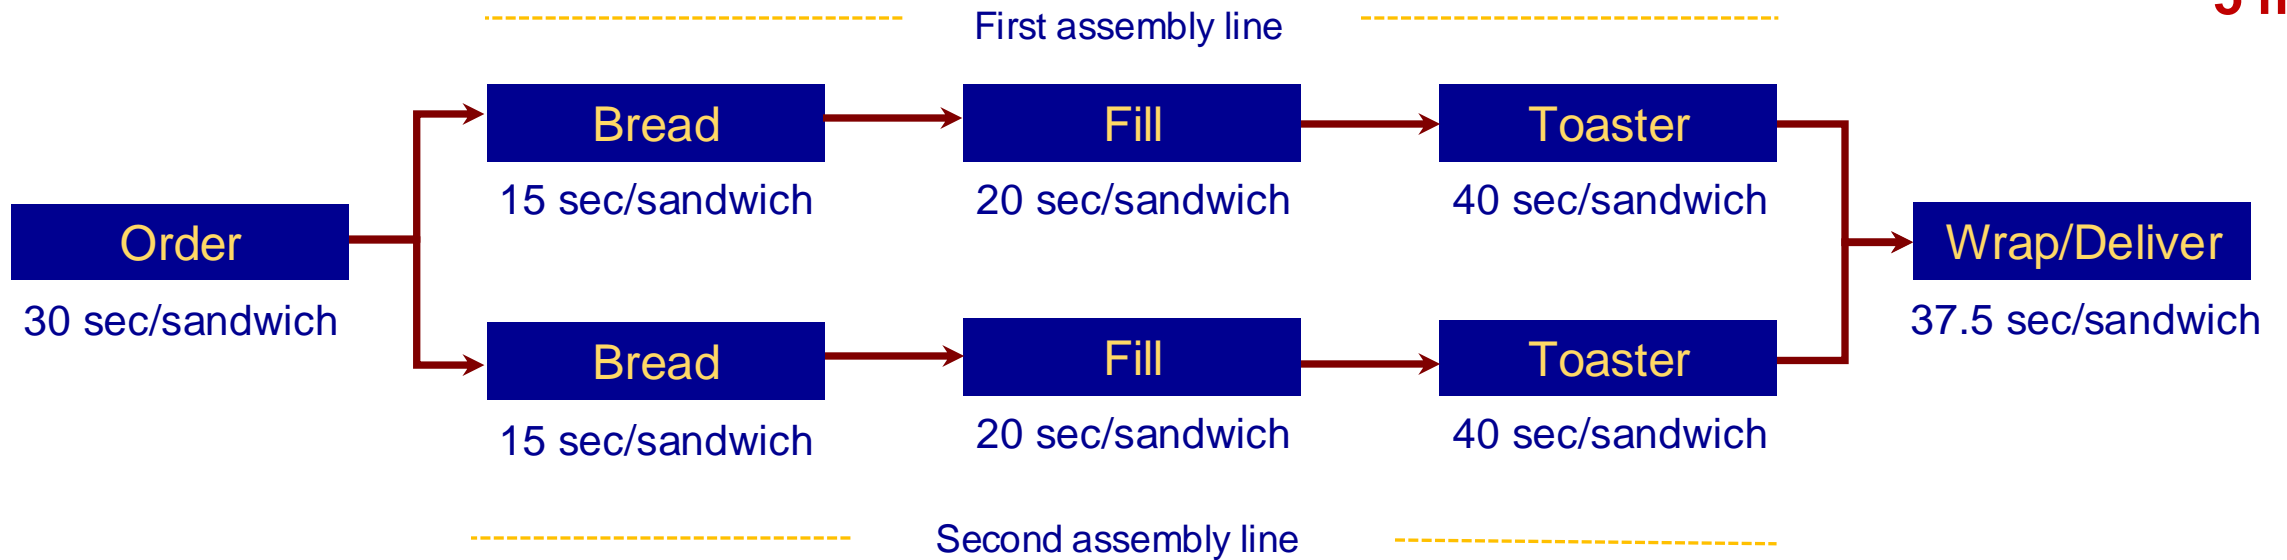 First assembly line
Bread
Fill
Toaster
15 sec/sandwich
20 sec/sandwich
40 sec/sandwich
Order
Wrap/Deliver
30 sec/sandwich
37.5 sec/sandwich
Bread
Fill
Toaster
15 sec/sandwich
20 sec/sandwich
40 sec/sandwich
Second assembly line